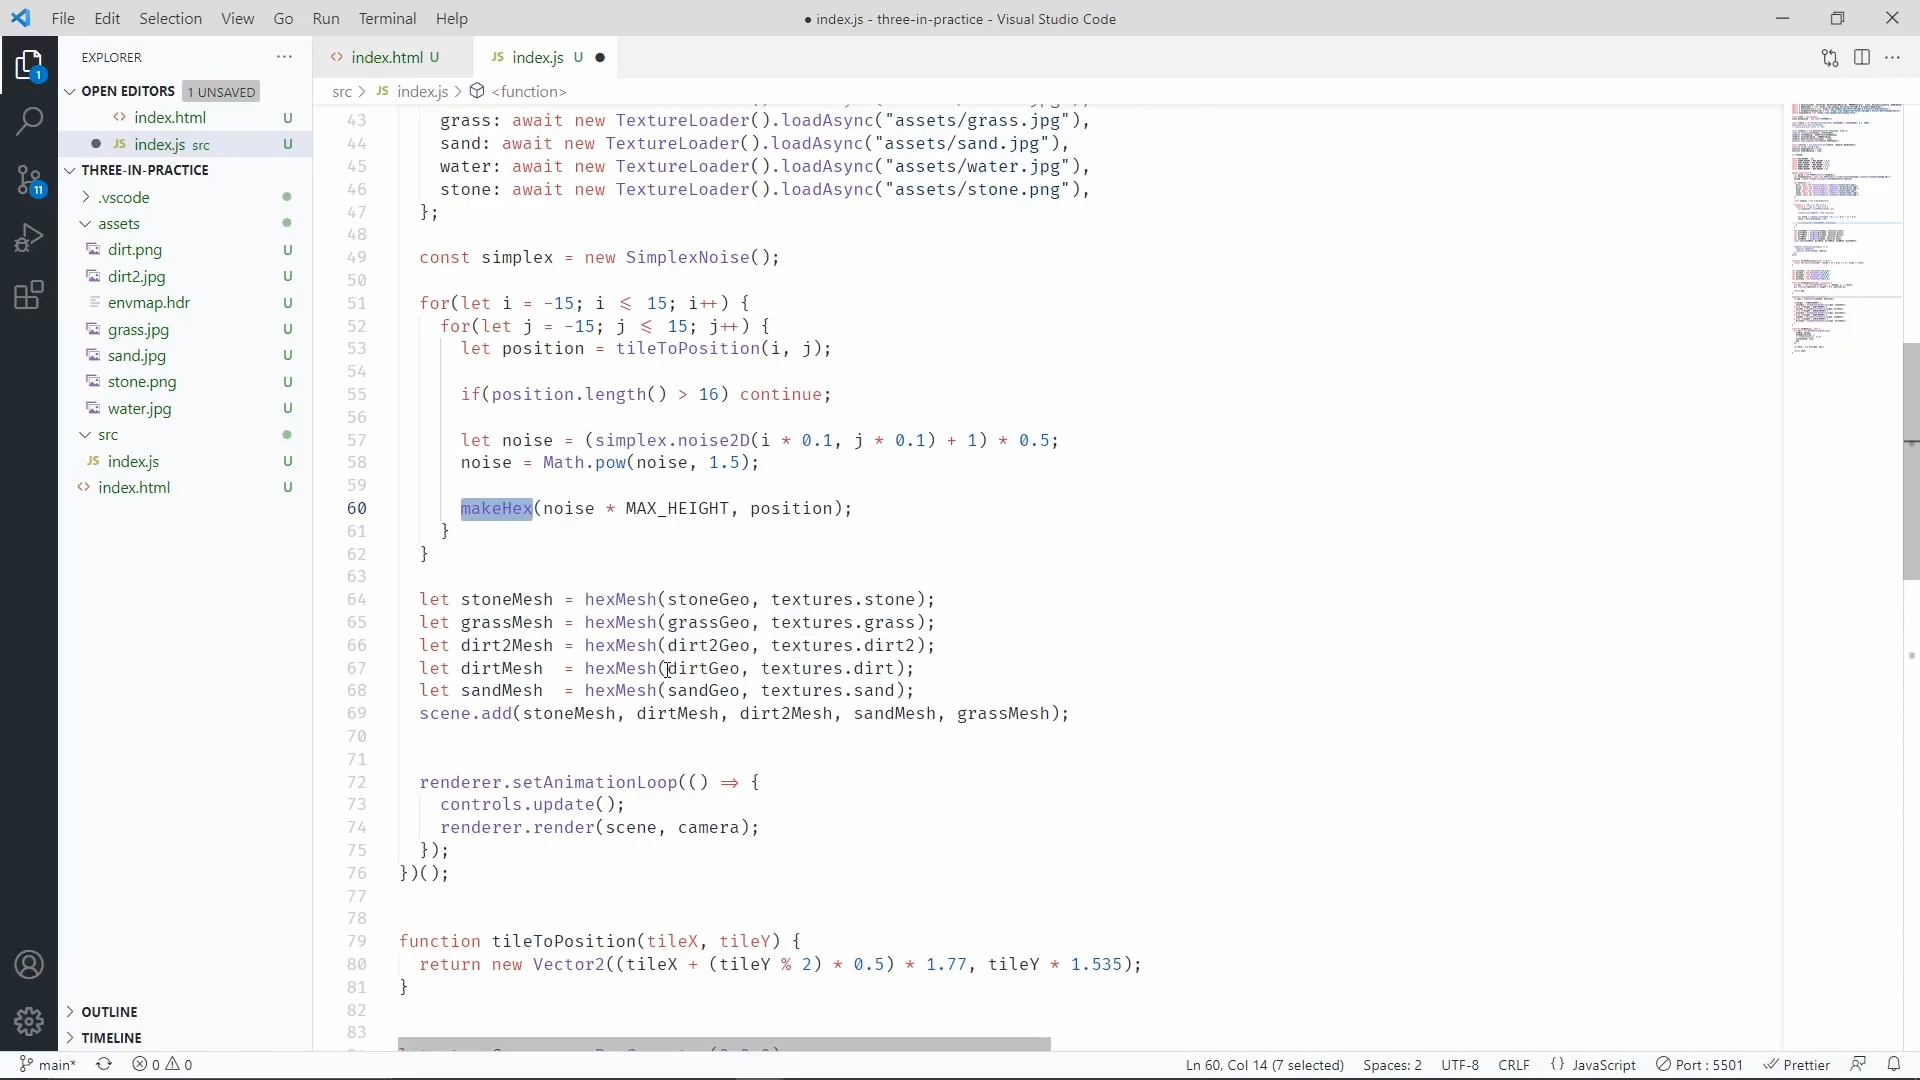 File Edit Selection View Go Run Terminal Help
● index.js - three-in-practice - Visual Studio Code
EXPLORER
OPEN EDITORS 1 UNSAVED
<> index.html U
● JS index.js src U
THREE-IN-PRACTICE
.vscode
assets
dirt.png U
dirt2.jpg U
envmap.hdr U
grass.jpg U
sand.jpg U
stone.png U
water.jpg U
src
JS index.js U
<> index.html U
OUTLINE
TIMELINE
1
11
<> index.html U
JS index.js U ●
src > JS index.js > <function>
43 grass: await new TextureLoader().loadAsync("assets/grass.jpg"),
44 sand: await new TextureLoader().loadAsync("assets/sand.jpg"),
45 water: await new TextureLoader().loadAsync("assets/water.jpg"),
46 stone: await new TextureLoader().loadAsync("assets/stone.png"),
47 };
48
49 const simplex = new SimplexNoise();
50
51 for(let i = -15; i ≤ 15; i++) {
52 for(let j = -15; j ≤ 15; j++) {
53 let position = tileToPosition(i, j);
54
55 if(position.length() > 16) continue;
56
57 let noise = (simplex.noise2D(i * 0.1, j * 0.1) + 1) * 0.5;
58 noise = Math.pow(noise, 1.5);
59
60 makeHex(noise * MAX_HEIGHT, position);
61 }
62 }
63
64 let stoneMesh = hexMesh(stoneGeo, textures.stone);
65 let grassMesh = hexMesh(grassGeo, textures.grass);
66 let dirt2Mesh = hexMesh(dirt2Geo, textures.dirt2);
67 let dirtMesh = hexMesh(dirtGeo, textures.dirt);
68 let sandMesh = hexMesh(sandGeo, textures.sand);
69 scene.add(stoneMesh, dirtMesh, dirt2Mesh, sandMesh, grassMesh);
70
71
72 renderer.setAnimationLoop(() ⇒ {
73 controls.update();
74 renderer.render(scene, camera);
75 });
76 })();
77
78
79 function tileToPosition(tileX, tileY) {
80 return new Vector2((tileX + (tileY % 2) * 0.5) * 1.77, tileY * 1.535);
81 }
82
83
main* 0 0 Ln 60, Col 14 (7 selected) Spaces: 2 UTF-8 CRLF {} JavaScript Port : 5501 Prettier